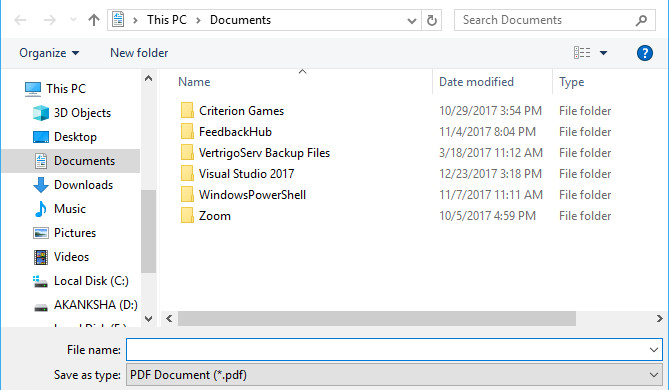 This PC > Documents
Search Documents
Organize
New folder
This PC
3D Objects
Desktop
Documents
Downloads
Music
Pictures
Videos
Local Disk (C:)
AKANKSHA (D:)
Name Date modified Type
Criterion Games 10/29/2017 3:54 PM File folder
FeedbackHub 11/4/2017 8:04 PM File folder
VertrigoServ Backup Files 3/18/2017 11:12 AM File folder
Visual Studio 2017 12/23/2017 3:18 PM File folder
WindowsPowerShell 11/7/2017 11:11 AM File folder
Zoom 10/5/2017 4:59 PM File folder
File name:
Save as type: PDF Document (*.pdf)